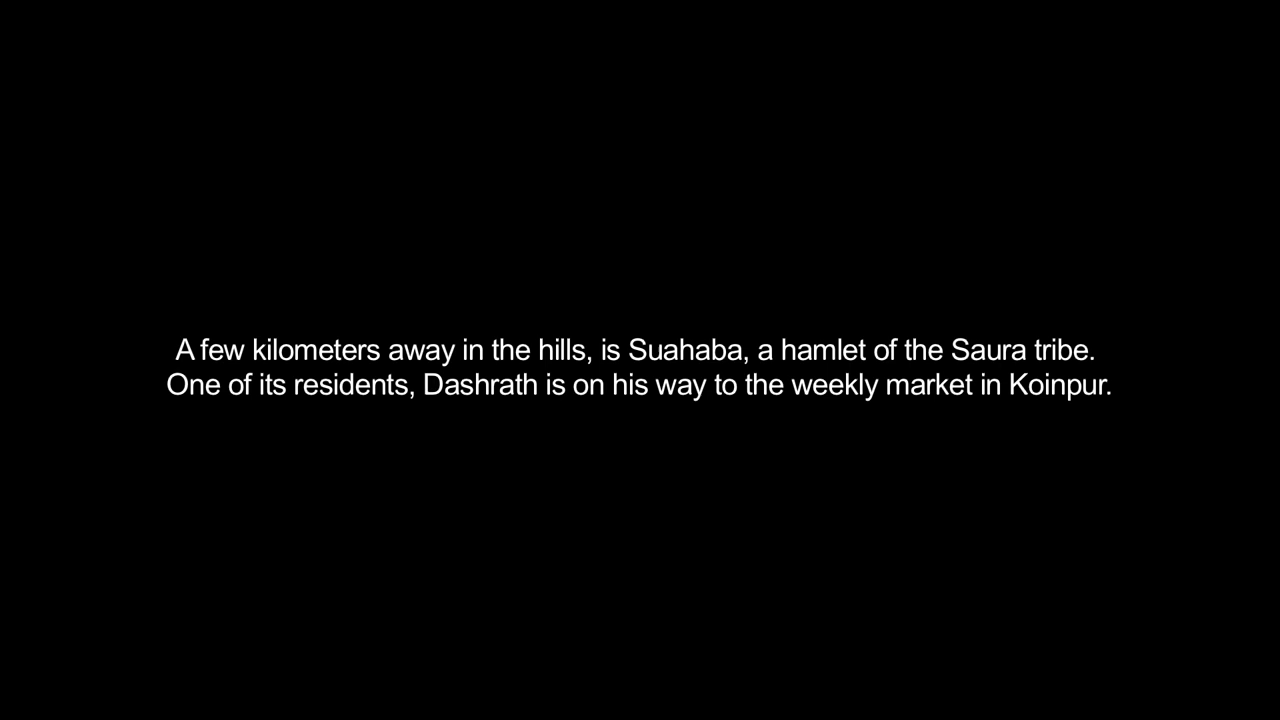 A few kilometers away in the hills, is Suahaba, a hamlet of the Saura tribe.
One of its residents, Dashrath is on his way to the weekly market in Koinpur.